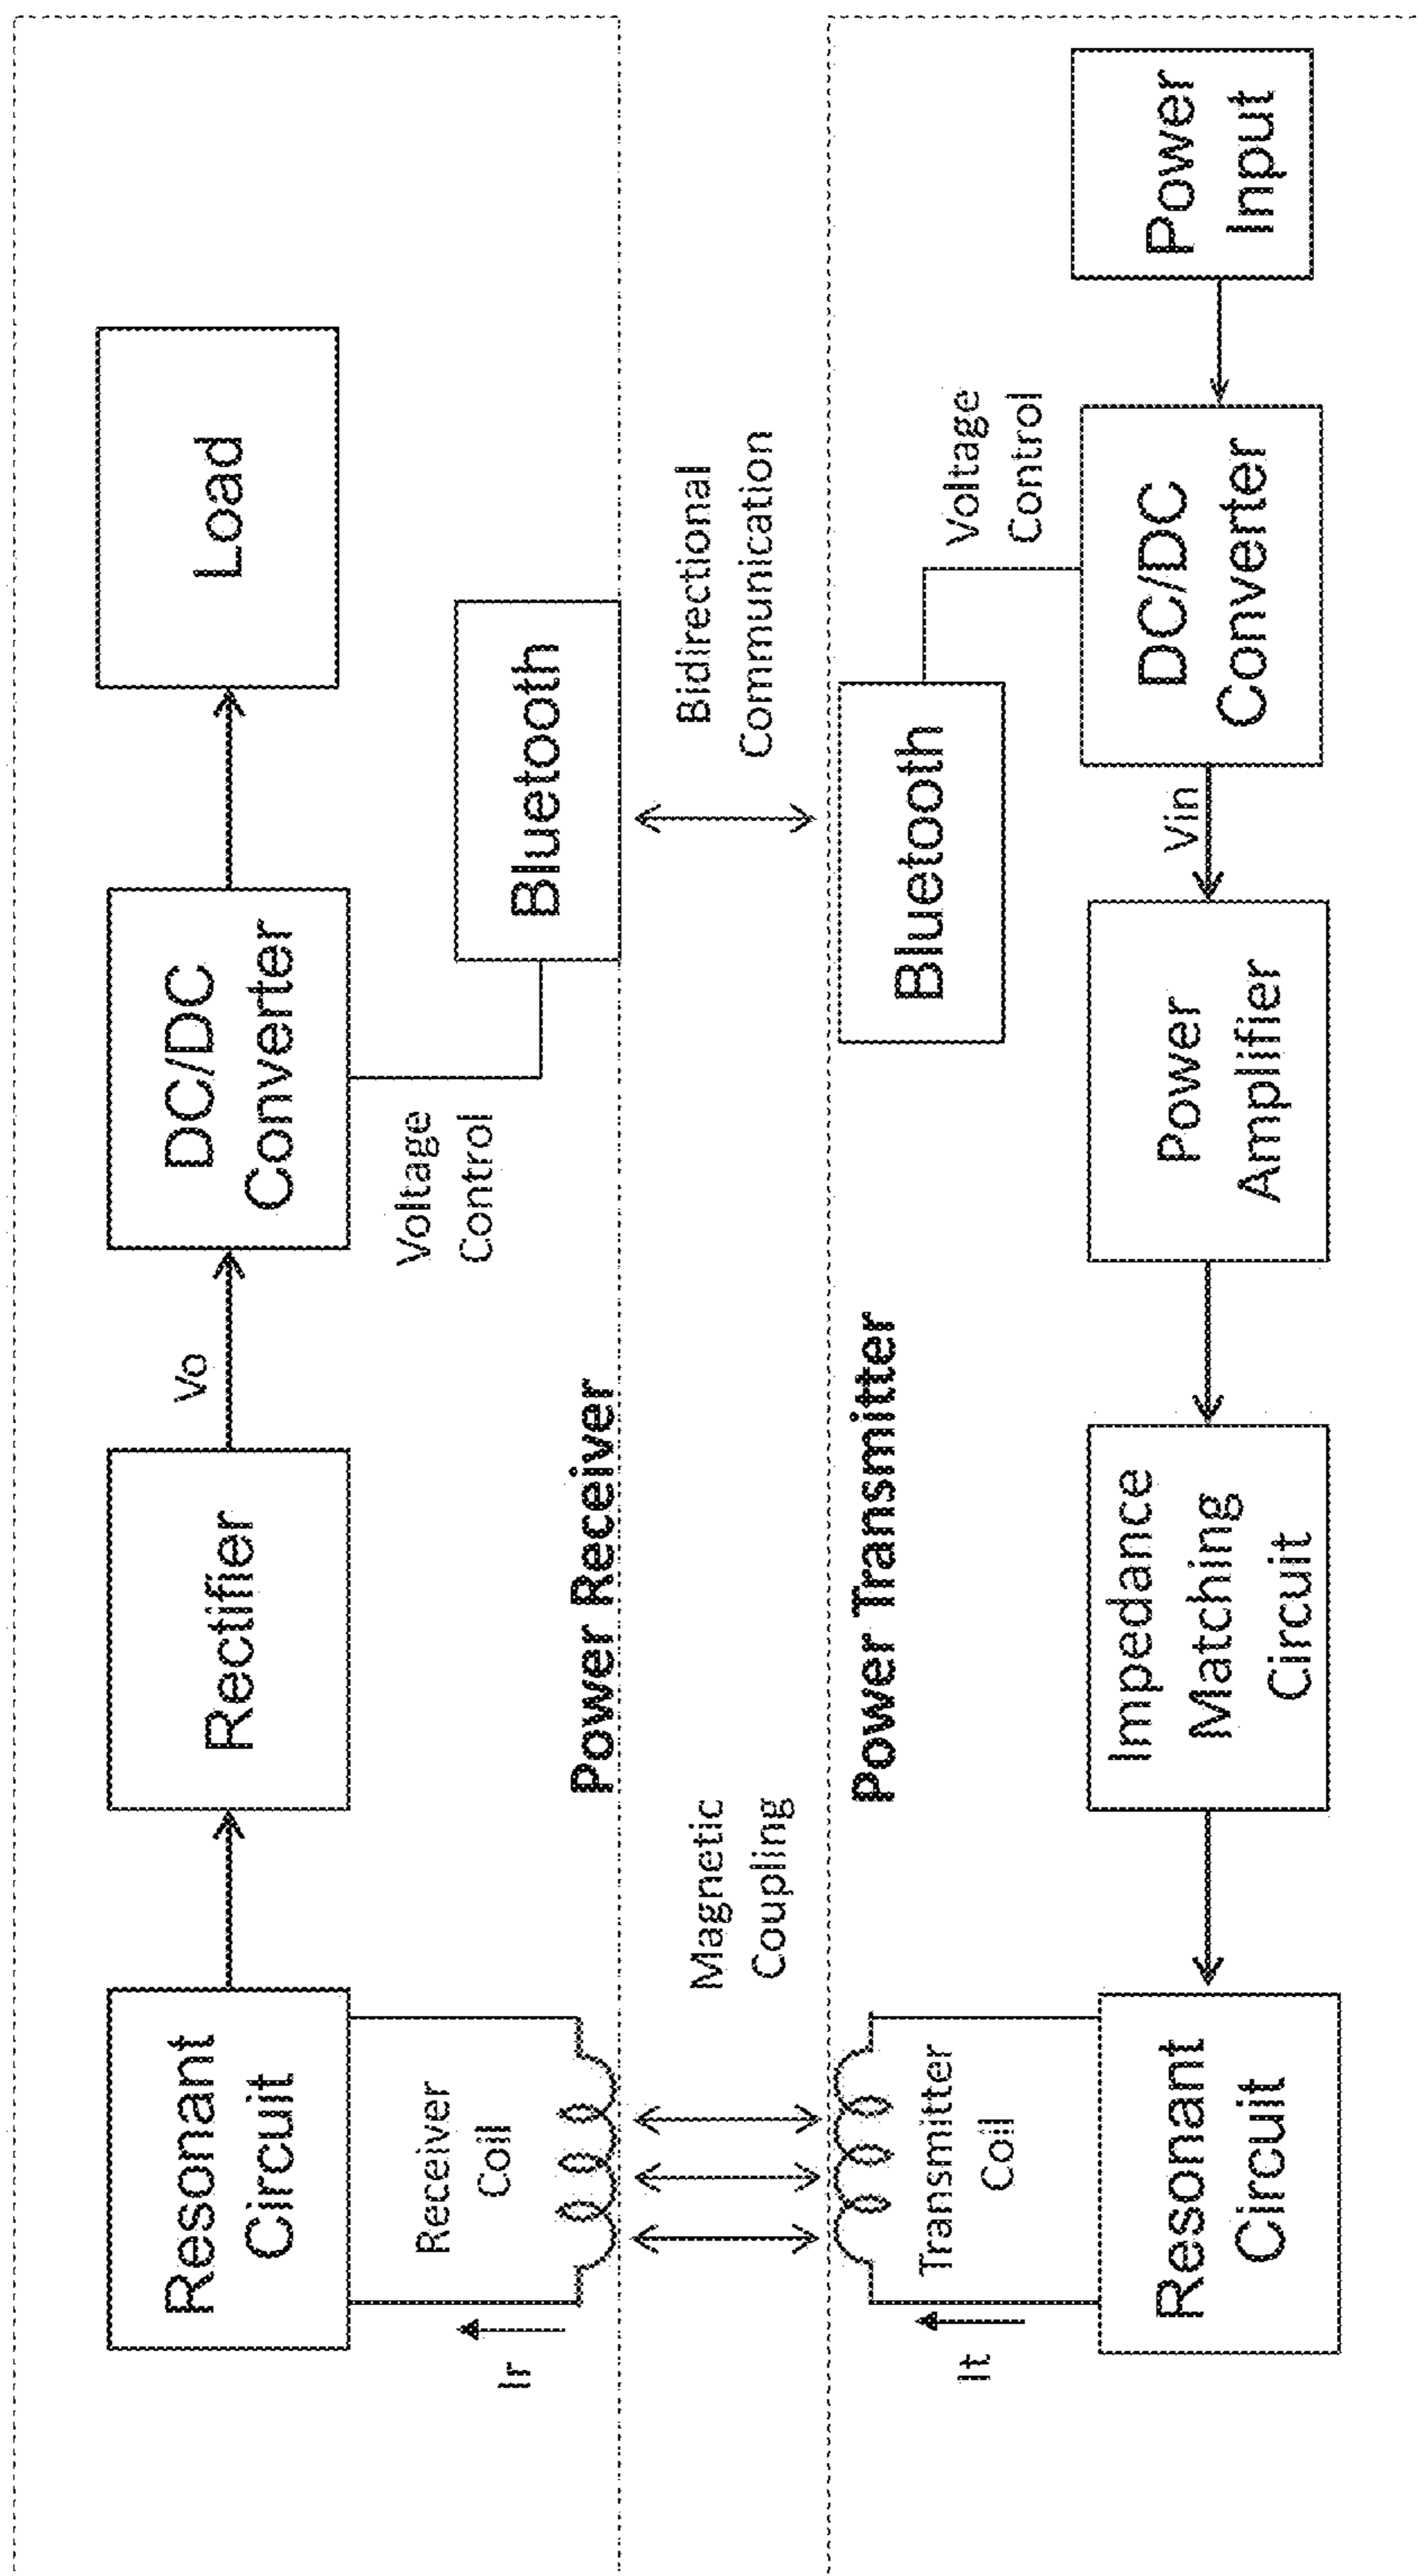 Resonant
Circuit
Rectifier
Vo
DC/DC
Converter
Load
Receiver
Coil
Ir
Voltage
Control
Bluetooth
Power Receiver
Magnetic
Coupling
Bidirectional
Communication
Power Transmitter
Bluetooth
Voltage
Control
Transmitter
Coil
It
Resonant
Circuit
Impedance
Matching
Circuit
Power
Amplifier
Vin
DC/DC
Converter
Power
Input